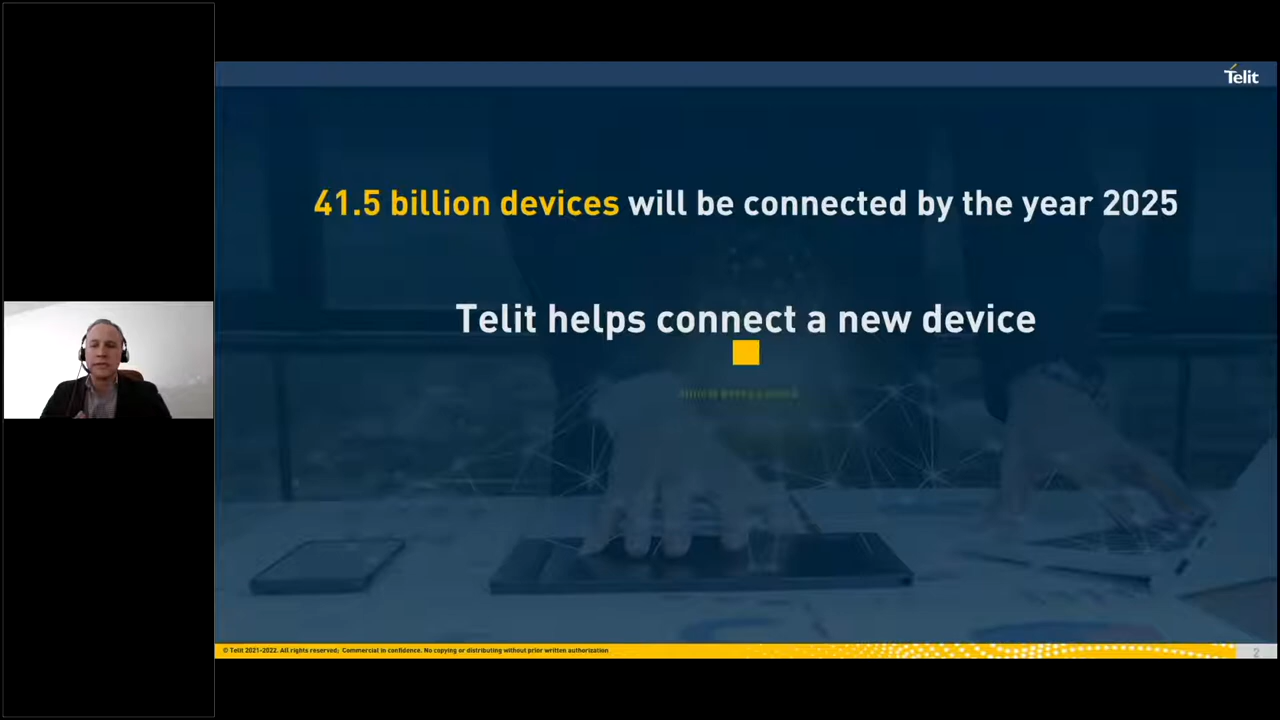 Telit
41.5 billion devices will be connected by the year 2025
Telit helps connect a new device
© Telit 2021-2022. All rights reserved; Commercial in confidence. No copying or distributing without prior written authorization
2